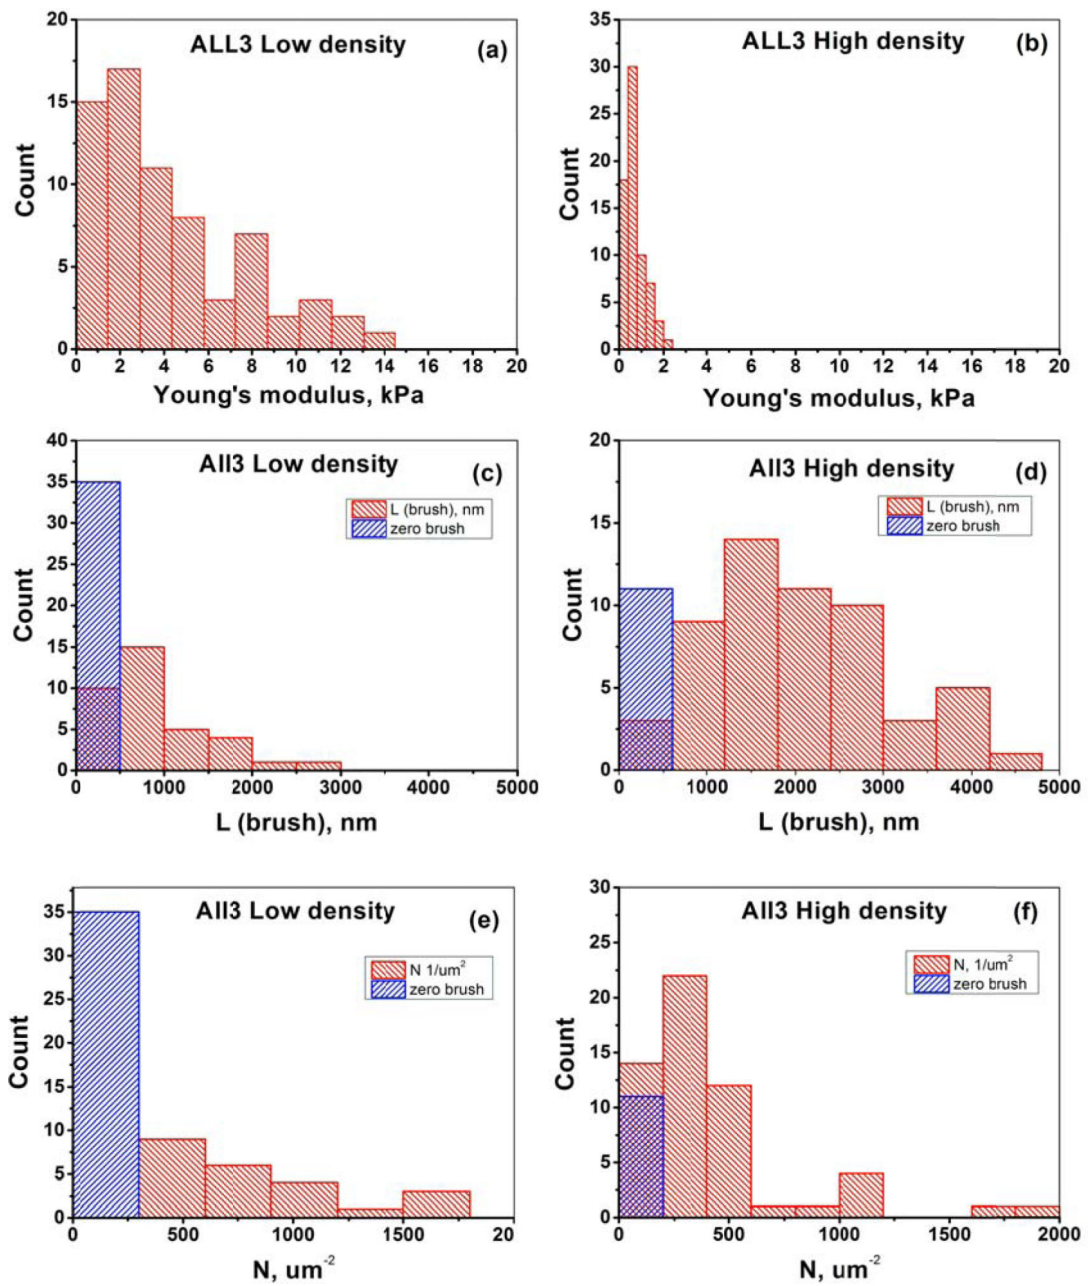 ALL3 Low density (a)
20
15
10
5
0
Count
0 2 4 6 8 10 12 14 16 18 20
Young's modulus, kPa
ALL3 High density (b)
35
30
25
20
15
10
5
0
Count
0 2 4 6 8 10 12 14 16 18 20
Young's modulus, kPa
All3 Low density (c)
L (brush), nm
zero brush
40
35
30
25
20
15
10
5
0
Count
0 1000 2000 3000 4000 5000
L (brush), nm
All3 High density (d)
L (brush), nm
zero brush
20
15
10
5
0
Count
0 1000 2000 3000 4000 5000
L (brush), nm
All3 Low density (e)
N 1/um²
zero brush
35
30
25
20
15
10
5
0
Count
500 1000 1500 20
N, um⁻²
All3 High density (f)
N, 1/um²
zero brush
30
25
20
15
10
5
0
Count
0 500 1000 1500 2000
N, um⁻²